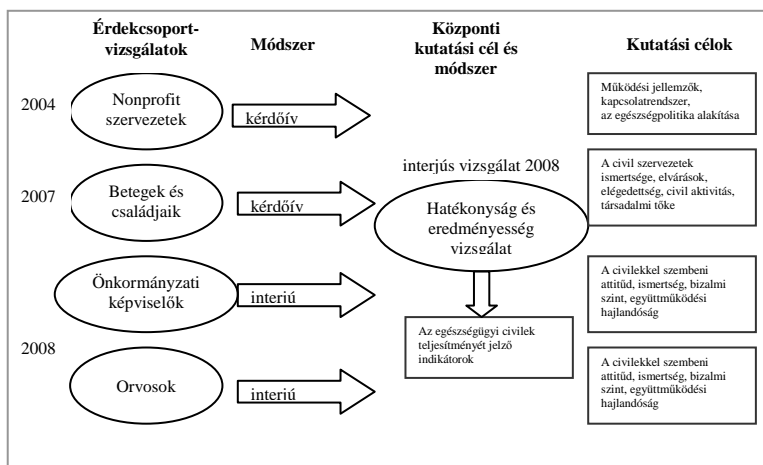 Érdekcsoport-
vizsgálatok
Módszer
Központi
kutatási cél és
módszer
Kutatási célok
2004
Nonprofit
szervezetek
kérdőív
Működési jellemzők,
kapcsolatrendszer,
az egészségpolitika alakítása
interjús vizsgálat 2008
2007
Betegek és
családjaik
kérdőív
Hatékonyság és
eredményesség
vizsgálat
A civil szervezetek
ismertsége, elvárások,
elégedettség, civil aktivitás,
társadalmi tőke
Önkormányzati
képviselők
interjú
A civilekkel szembeni
attitűd, ismertség, bizalmi
szint, együttműködési
hajlandóság
Az egészségügyi civilek
teljesítményét jelző
indikátorok
2008
Orvosok
interjú
A civilekkel szembeni
attitűd, ismertség, bizalmi
szint, együttműködési
hajlandóság